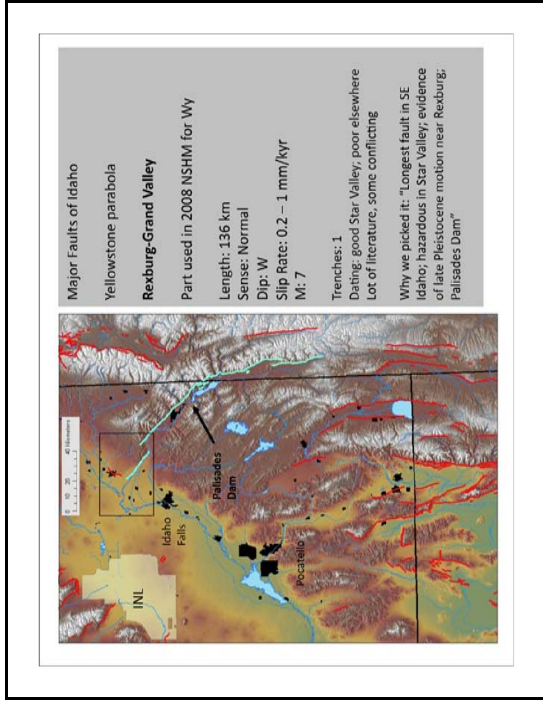 Major Faults of Idaho
Yellowstone parabola
Rexburg-Grand Valley
Part used in 2008 NSHM for Wy
Length: 136 km
Sense: Normal
Dip: W
Slip Rate: 0.2 – 1 mm/kyr
M: 7
Trenches: 1
Dating: good Star Valley; poor elsewhere
Lot of literature, some conflicting
Why we picked it: "Longest fault in SE
Idaho; hazardous in Star Valley; evidence
of late Pleistocene motion near Rexburg;
Palisades Dam"
0 10 20 40 Kilometers
INL
Idaho
Falls
Palisades
Dam
Pocatello